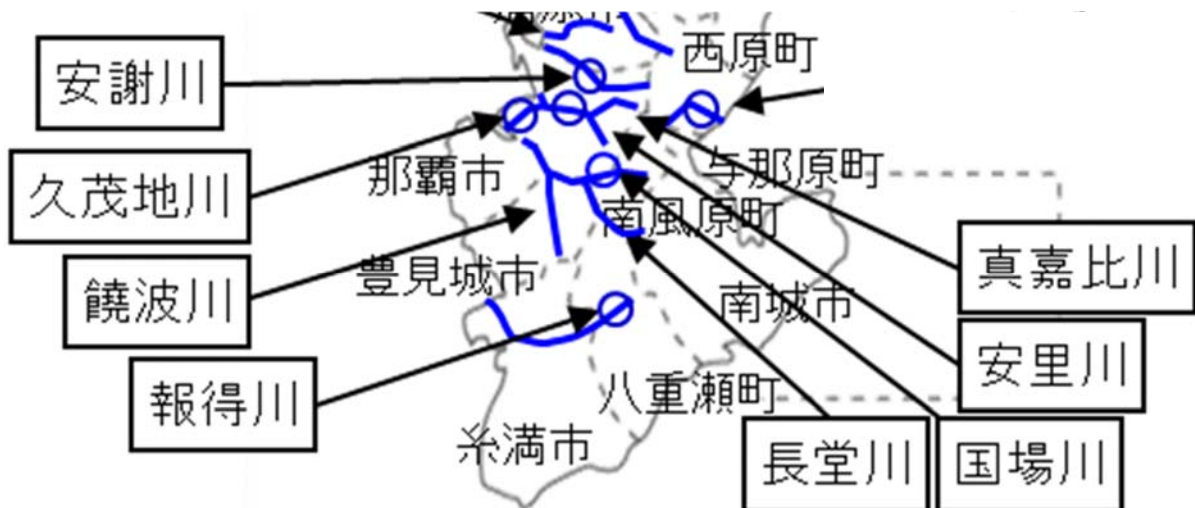 西原町
安謝川
久茂地川
那覇市
与那原町
南風原町
真嘉比川
饒波川
豊見城市
南城市
安里川
報得川
八重瀬町
糸満市
長堂川
国場川